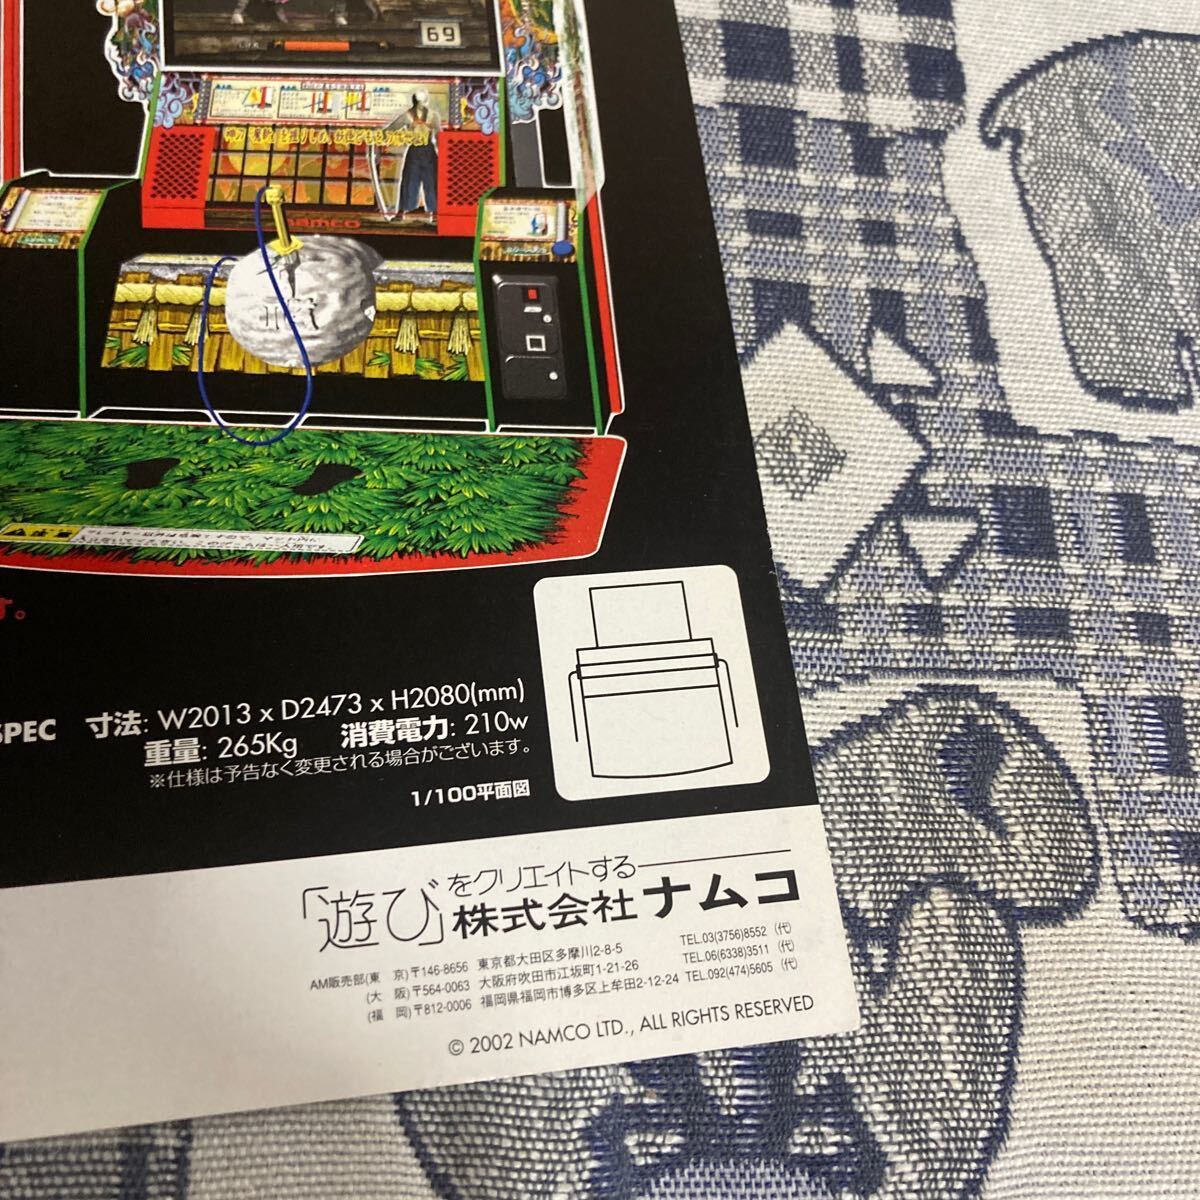 69
namco
す。
SPEC 寸法: W2013 x D2473 x H2080(mm)
重量: 265Kg 消費電力: 210w
※仕様は予告なく変更される場合がございます。
1/100平面図
「遊び」をクリエイトする
株式会社ナムコ
AM販売部(東 京)〒146-8656 東京都大田区多摩川2-8-5 TEL.03(3756)8552 (代)
(大 阪)〒564-0063 大阪府吹田市江坂町1-21-26 TEL.06(6338)3511 (代)
(福 岡)〒812-0006 福岡県福岡市博多区上牟田2-12-24 TEL.092(474)5605 (代)
© 2002 NAMCO LTD., ALL RIGHTS RESERVED